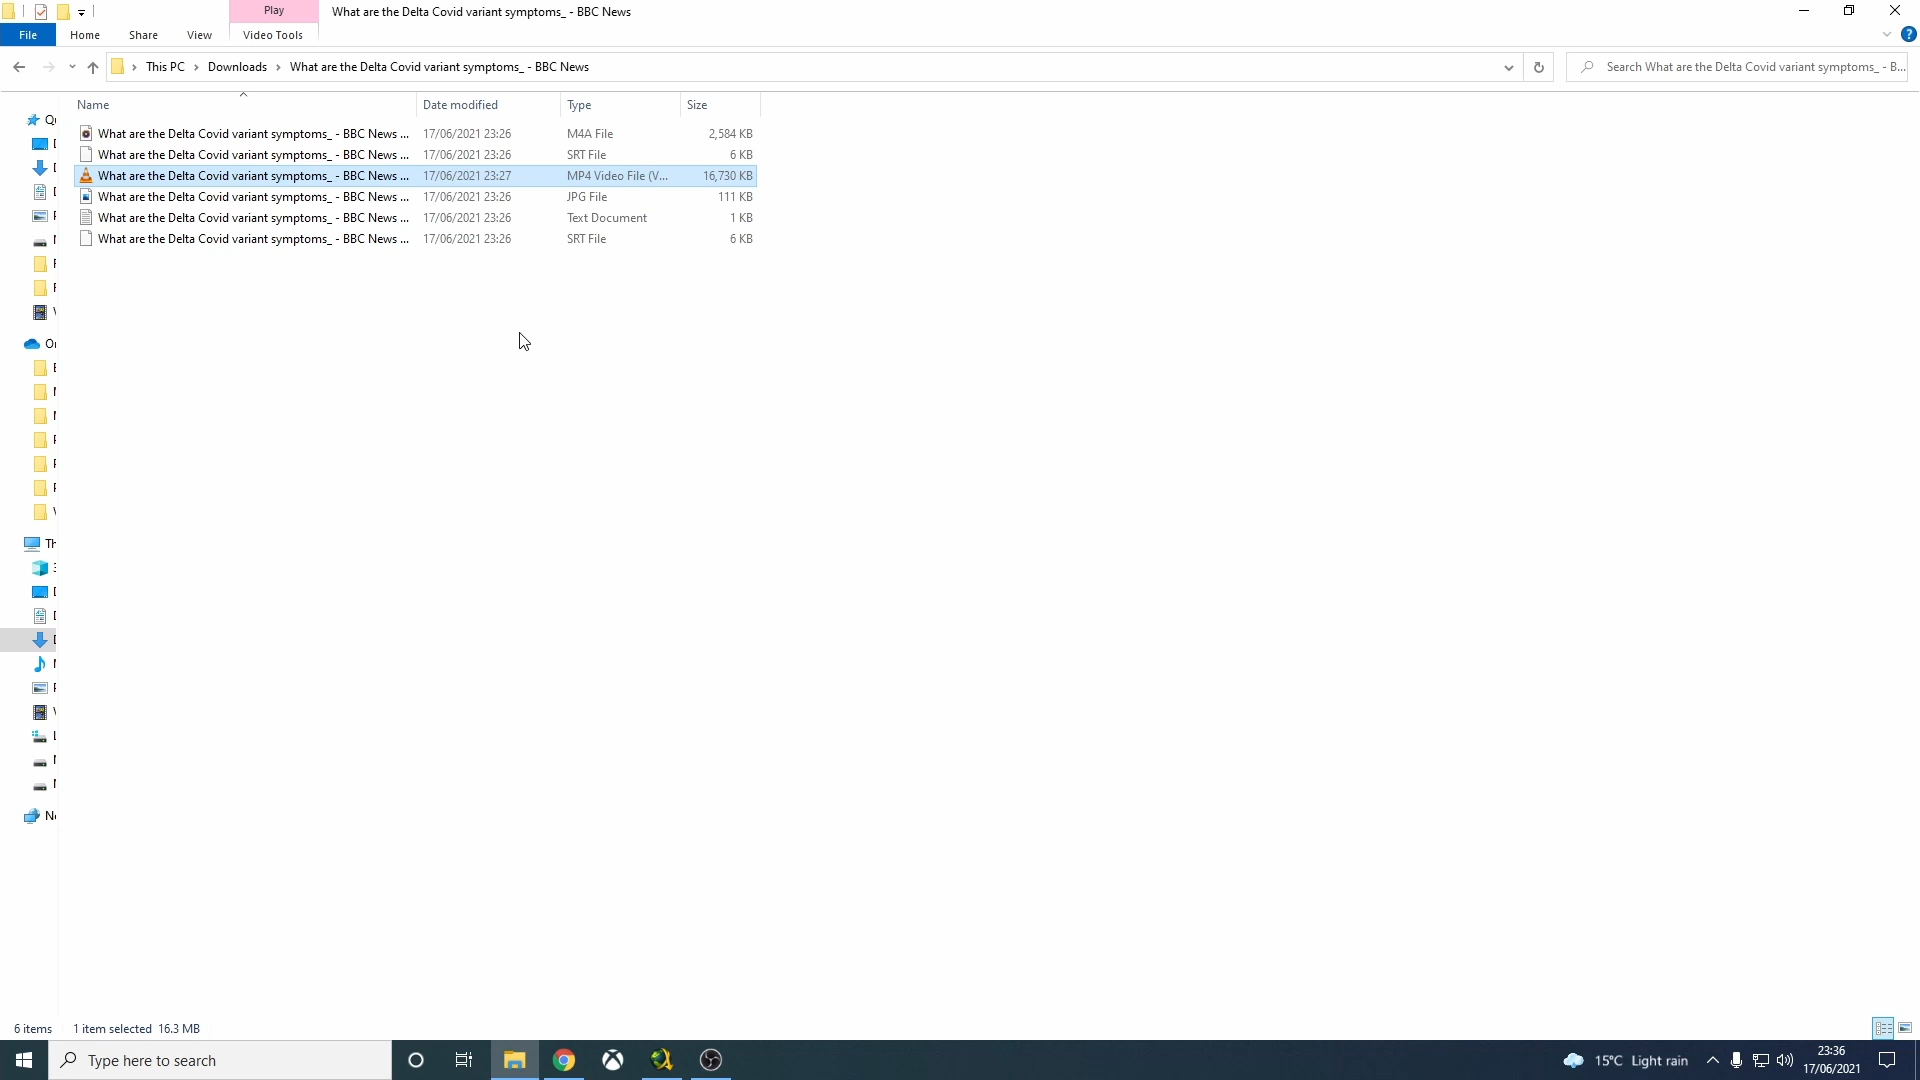 Play
What are the Delta Covid variant symptoms_ - BBC News
File Home Share View Video Tools
This PC > Downloads > What are the Delta Covid variant symptoms_ - BBC News
Search What are the Delta Covid variant symptoms_ - B...
Name Date modified Type Size
What are the Delta Covid variant symptoms_ - BBC News ... 17/06/2021 23:26 M4A File 2,584 KB
What are the Delta Covid variant symptoms_ - BBC News ... 17/06/2021 23:26 SRT File 6 KB
What are the Delta Covid variant symptoms_ - BBC News ... 17/06/2021 23:27 MP4 Video File (V... 16,730 KB
What are the Delta Covid variant symptoms_ - BBC News ... 17/06/2021 23:26 JPG File 111 KB
What are the Delta Covid variant symptoms_ - BBC News ... 17/06/2021 23:26 Text Document 1 KB
What are the Delta Covid variant symptoms_ - BBC News ... 17/06/2021 23:26 SRT File 6 KB
6 items 1 item selected 16.3 MB
Type here to search
15°C Light rain
23:36
17/06/2021